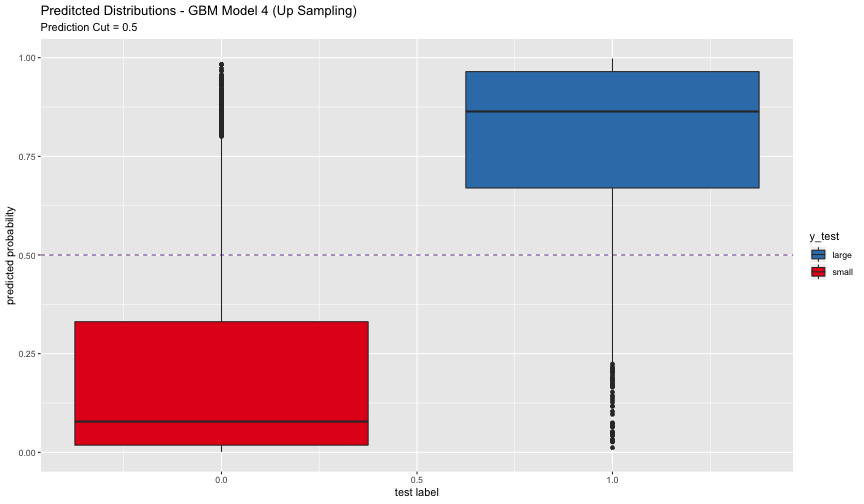 Preditcted Distributions - GBM Model 4 (Up Sampling)
Prediction Cut = 0.5
1.00
0.75
0.50
0.25
0.00
predicted probability
0.0
0.5
1.0
test label
y_test
large
small